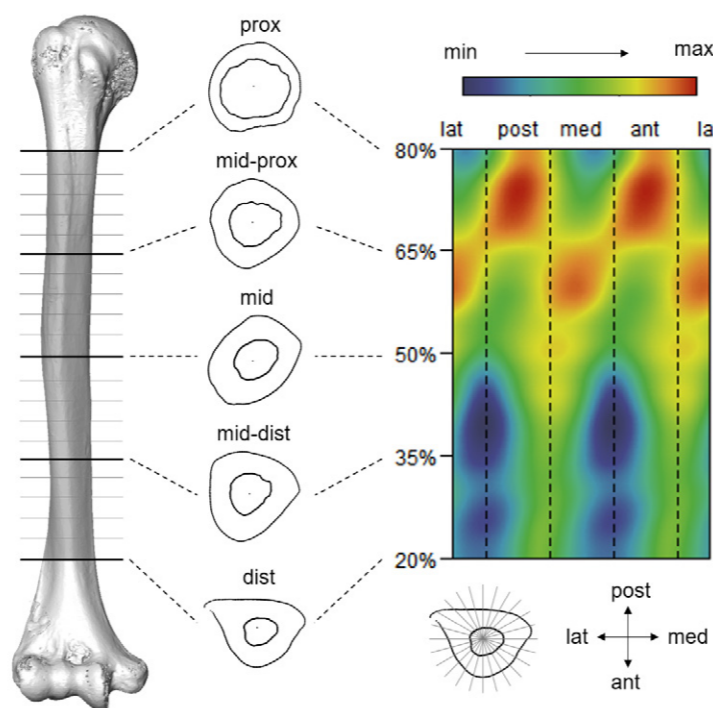 prox
min
max
lat post med ant la
80%
mid-prox
65%
mid
50%
mid-dist
35%
20%
dist
post
lat
med
ant